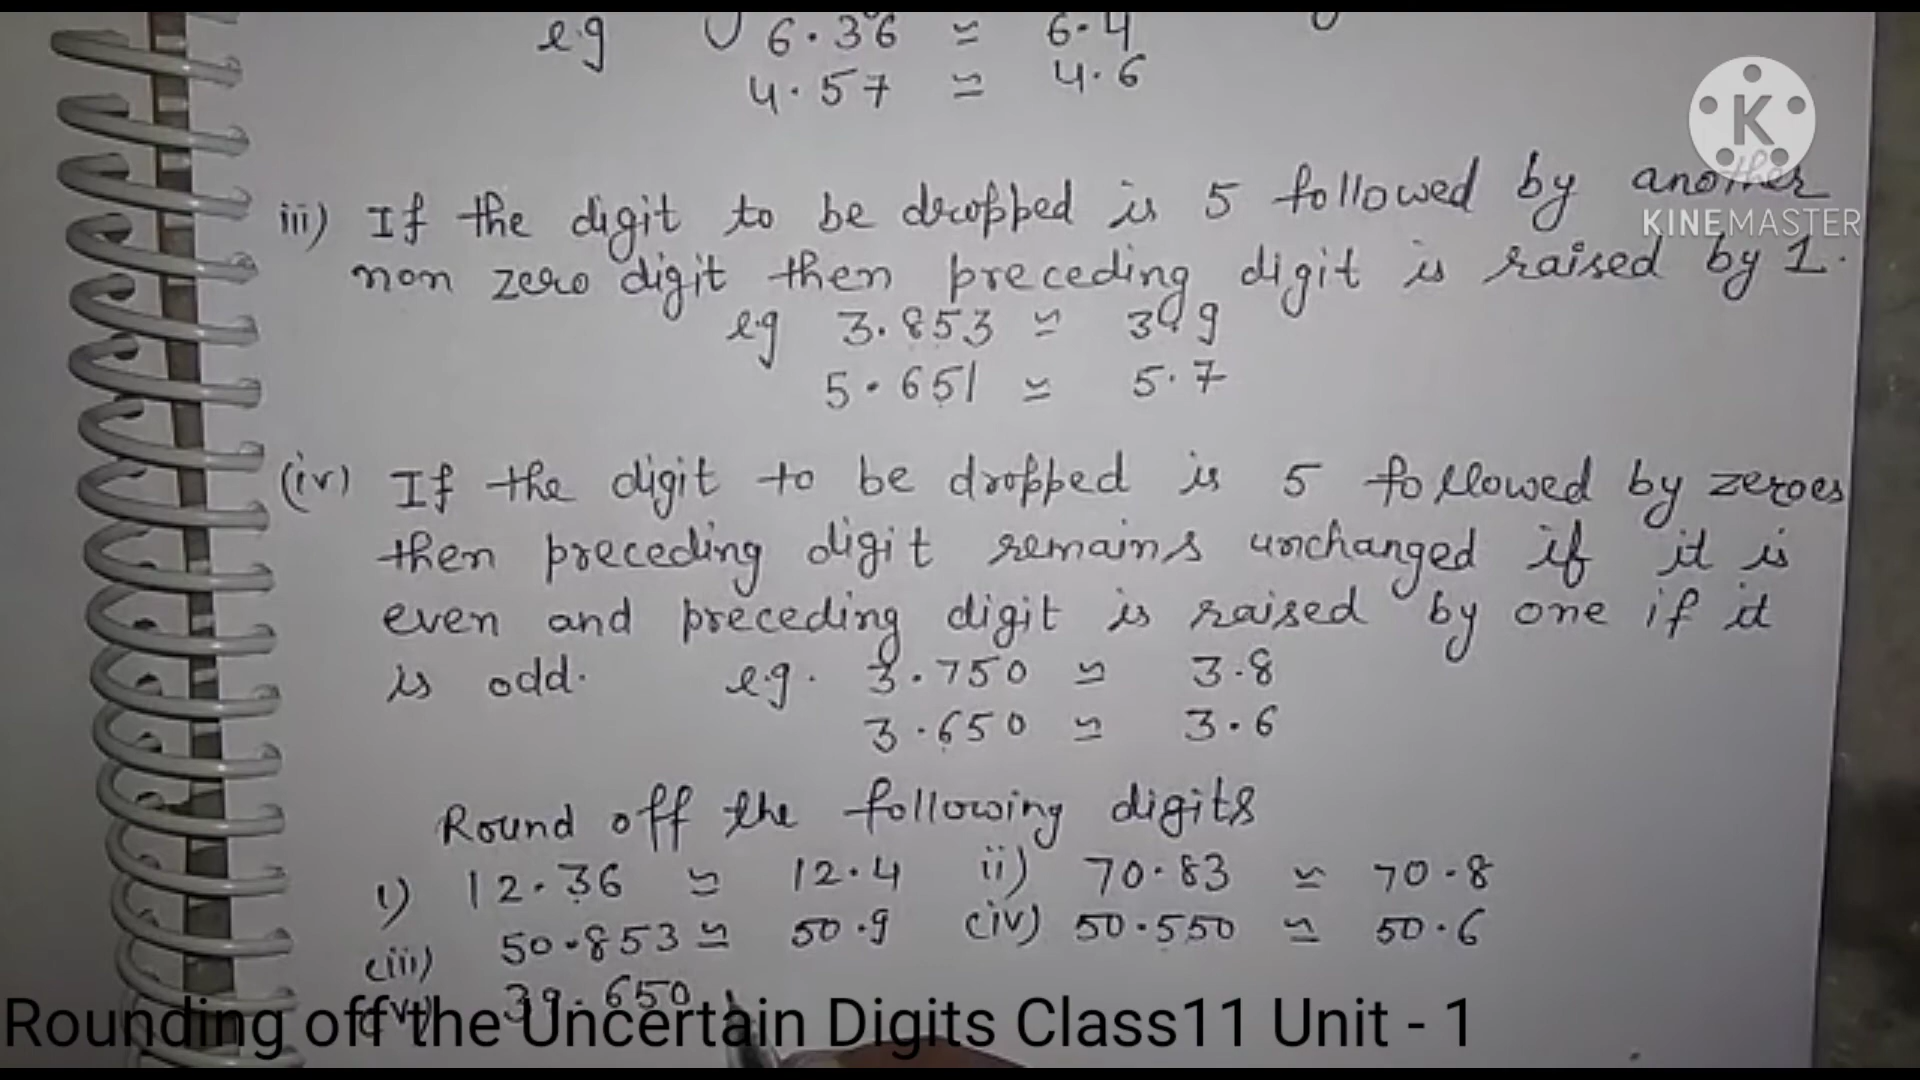 e.g 6.36 ≃ 6.4
4.57 ≃ 4.6
K
KINEMASTER
iii) If the digit to be dropped is 5 followed by another
non zero digit then preceding digit is raised by 1.
e.g 3.853 ≃ 3.9
5.651 ≃ 5.7
(iv) If the digit to be dropped is 5 followed by zeroes
then preceding digit remains unchanged if it is
even and preceding digit is raised by one if it
is odd. e.g. 3.750 ≃ 3.8
3.650 ≃ 3.6
Round off the following digits
i) 12.36 ≃ 12.4 ii) 70.83 ≃ 70.8
(iii) 50.853 ≃ 50.9 (iv) 50.550 ≃ 50.6
(v) 39.650
Rounding off the Uncertain Digits Class11 Unit - 1